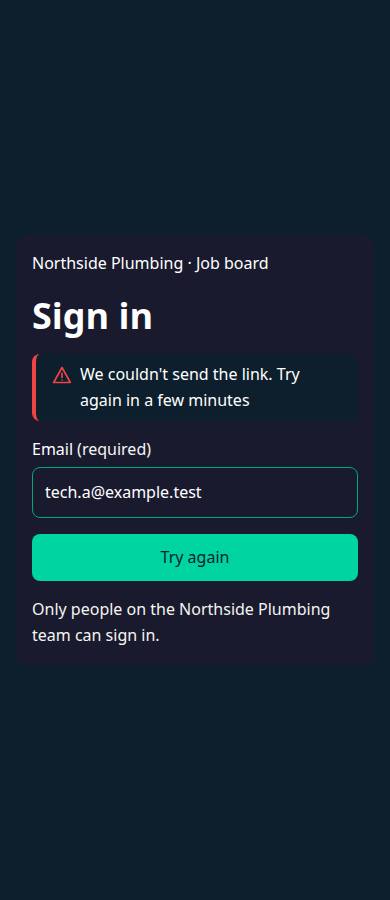 Northside Plumbing · Job board
Sign in
We couldn't send the link. Try
again in a few minutes
Email (required)
tech.a@example.test
Try again
Only people on the Northside Plumbing
team can sign in.